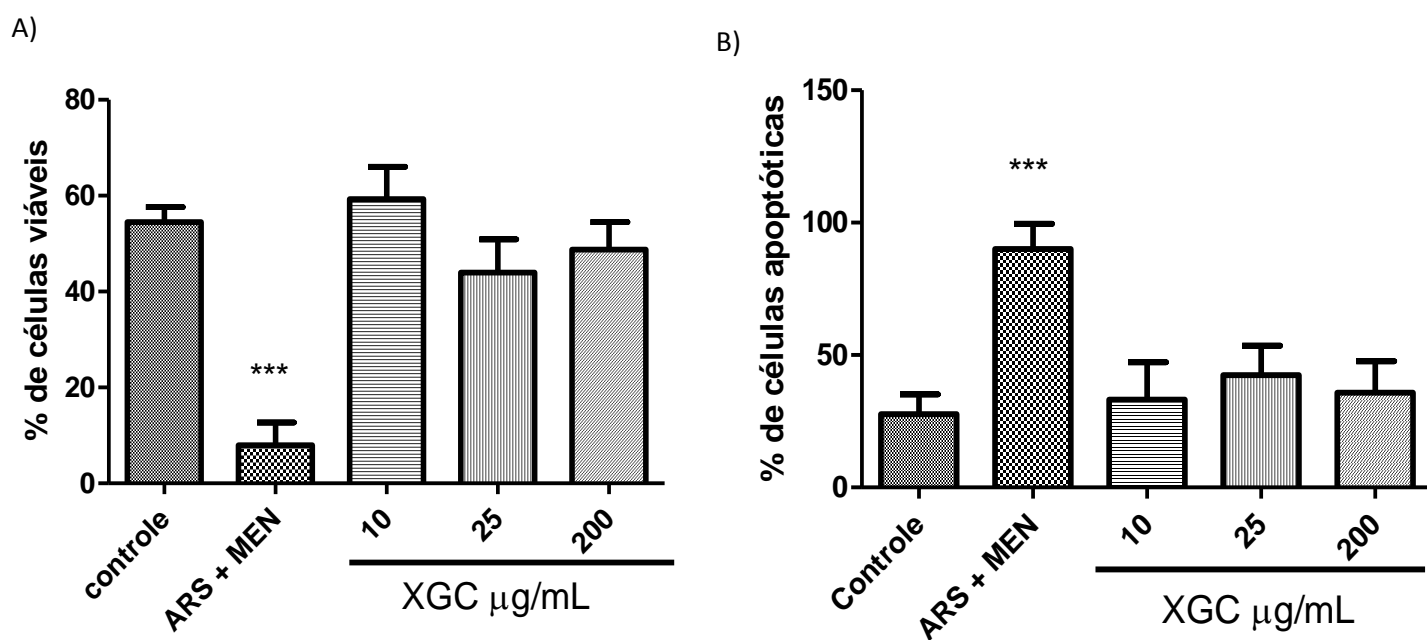 A)
% de células viáveis
80
60
40
20
0
***
controle
ARS + MEN
10
25
200
XGC μg/mL
B)
% de células apoptóticas
150
100
50
0
***
Controle
ARS + MEN
10
25
200
XGC μg/mL